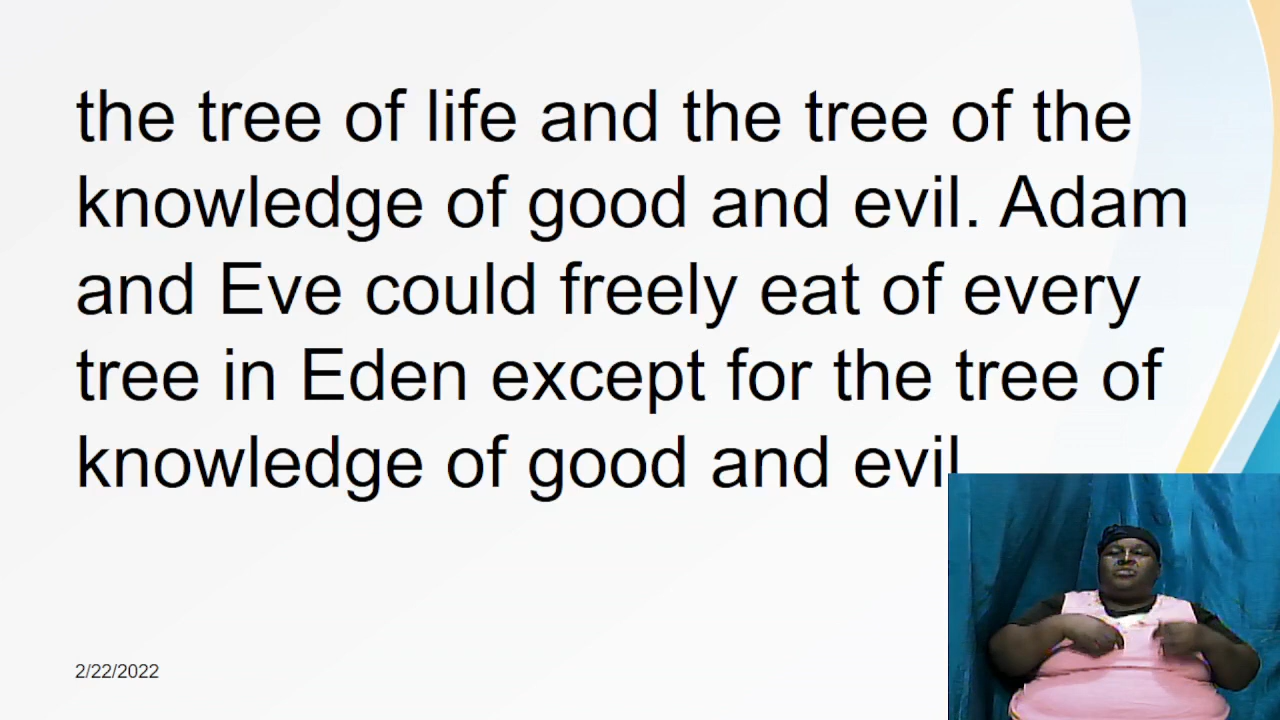 the tree of life and the tree of the
knowledge of good and evil. Adam
and Eve could freely eat of every
tree in Eden except for the tree of
knowledge of good and evil
2/22/2022